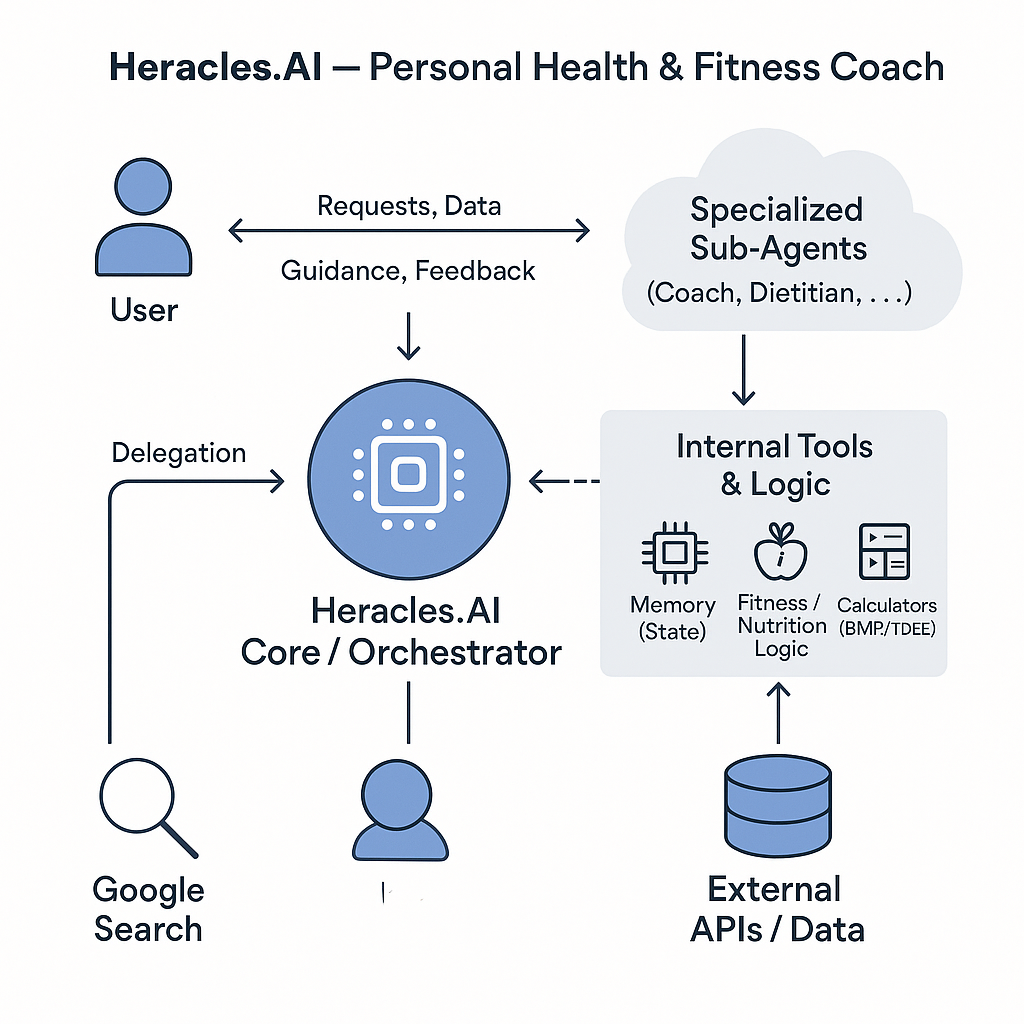 Heracles.AI — Personal Health & Fitness Coach
Requests, Data
Guidance, Feedback
User
Specialized
Sub-Agents
(Coach, Dietitian, . . .)
Delegation
Internal Tools
& Logic
Memory
(State)
Fitness /
Nutrition
Logic
Calculators
(BMP./TDEE)
Heracles.AI
Core / Orchestrator
Google
Search
External
APIs / Data